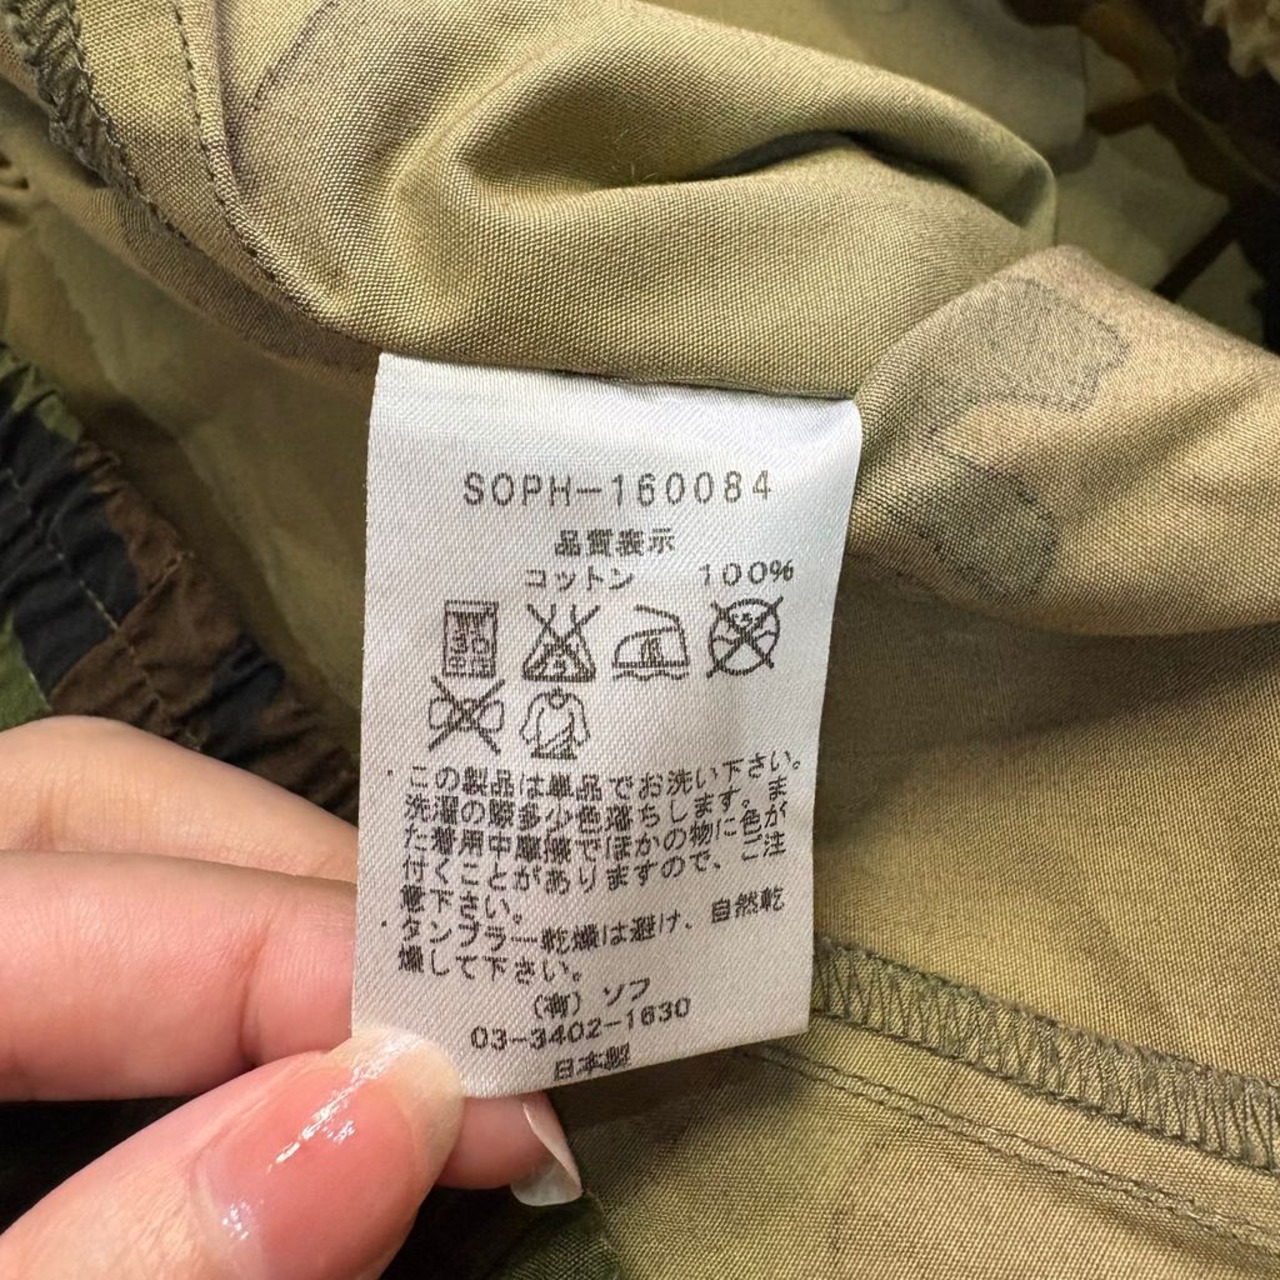 SOPH-160084
品質表示
コットン 100%
30
・この製品は単品でお洗い下さい。
洗濯の際多少色落ちします。ま
た着用中摩擦でほかの物に色が
付くことがありますので、ご注
意下さい。
・タンブラー乾燥は避け、自然乾
燥して下さい。
(有)ソフ
03-3402-1630
日本製